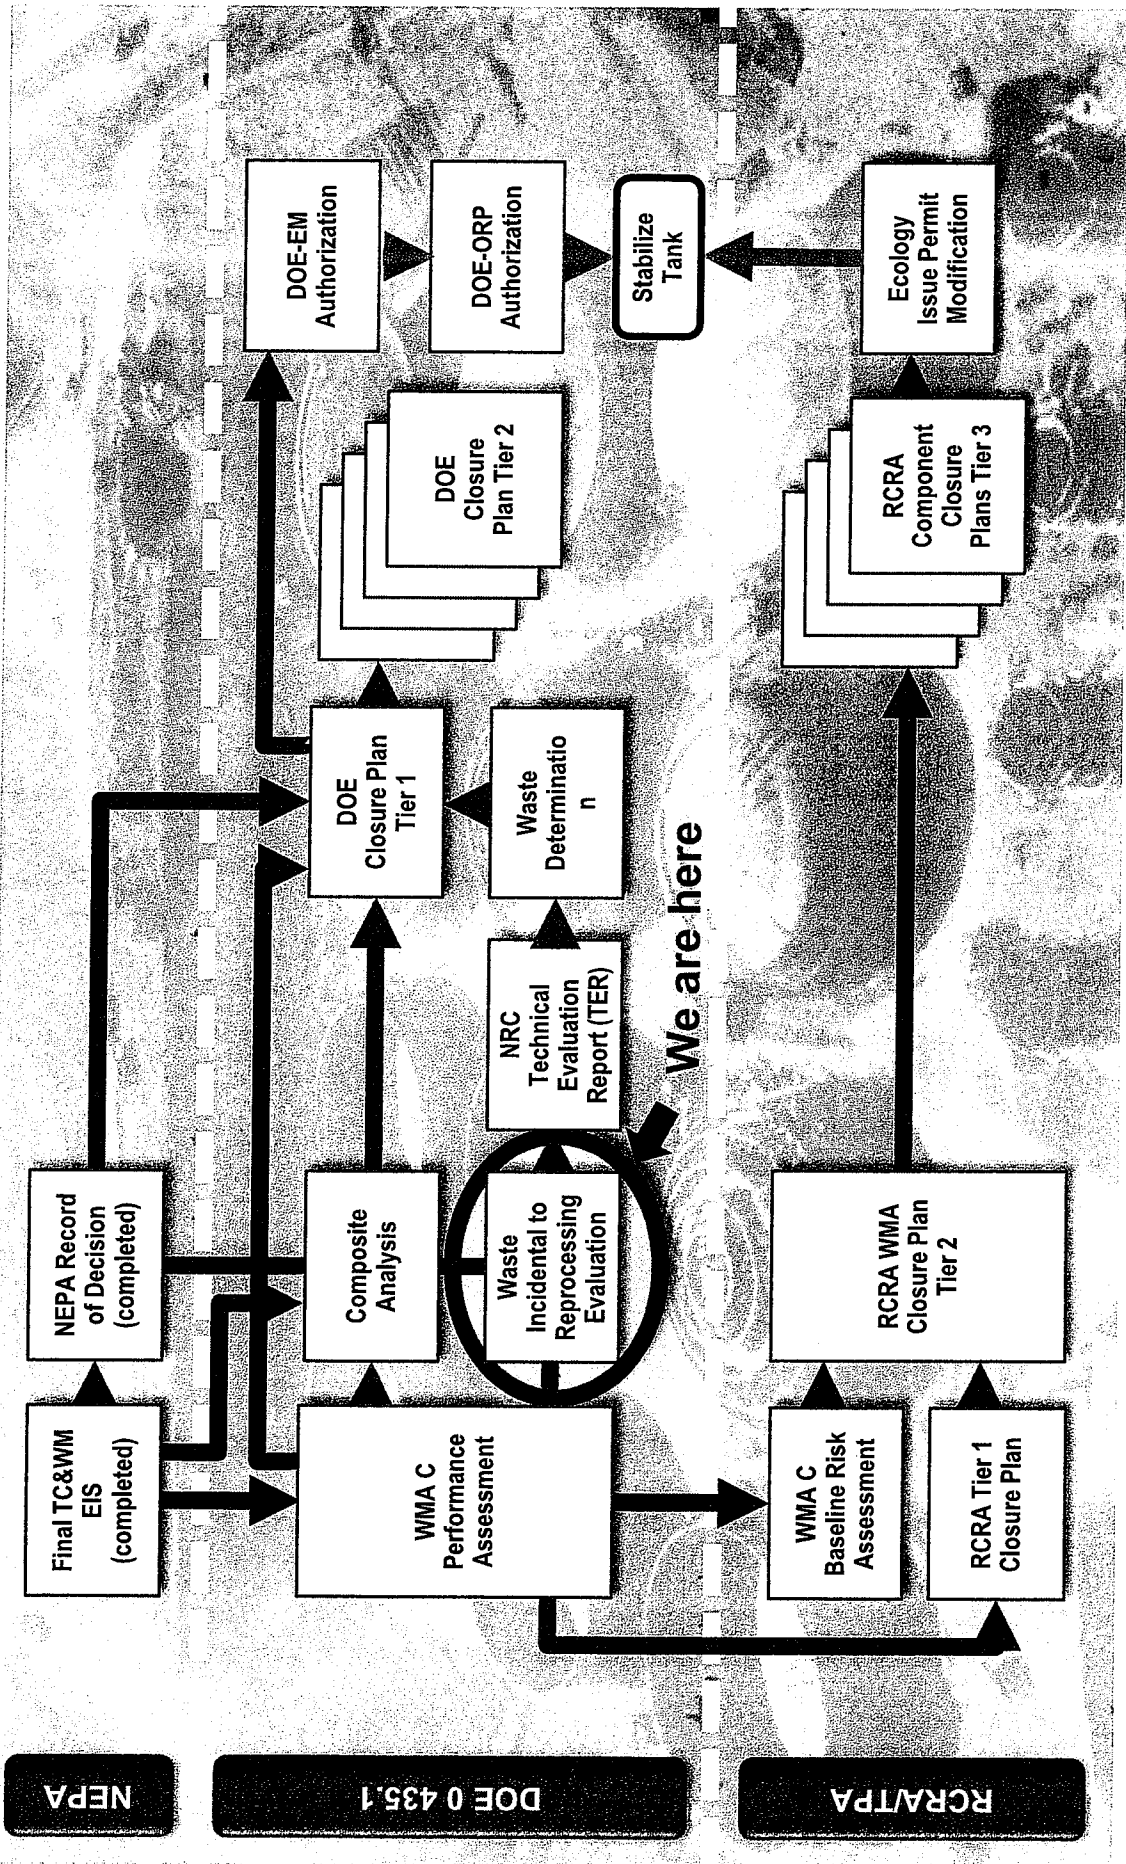 NEPA
Final TC&WM
EIS
(completed)
NEPA Record
of Decision
(completed)
DOE 0 435.1
WMA C
Performance
Assessment
Composite
Analysis
Waste
Incidental to
Reprocessing
Evaluation
NRC
Technical
Evaluation
Report (TER)
We are here
Waste
Determinatio
n
DOE
Closure Plan
Tier 1
DOE
Closure
Plan Tier 2
DOE-EM
Authorization
DOE-ORP
Authorization
Stabilize
Tank
RCRA/TPA
WMA C
Baseline Risk
Assessment
RCRA Tier 1
Closure Plan
RCRA WMA
Closure Plan
Tier 2
RCRA
Component
Closure
Plans Tier 3
Ecology
Issue Permit
Modification